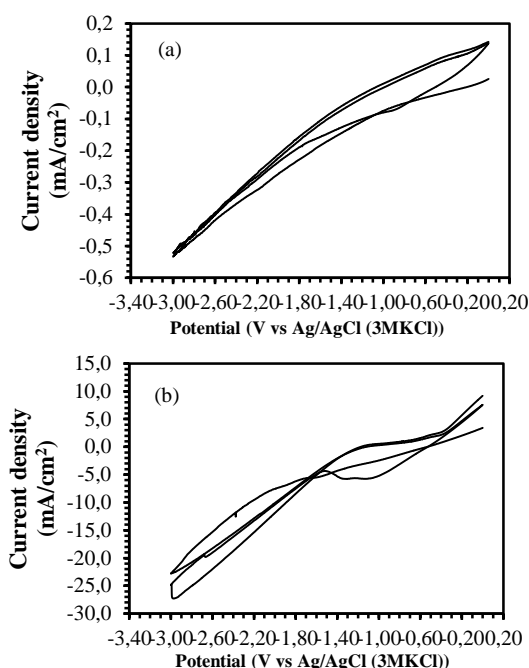 (a)
0,2
0,1
0,0
-0,1
-0,2
-0,3
-0,4
-0,5
-0,6
Current density
(mA/cm²)
-3,40-3,00-2,60-2,20-1,80-1,40-1,00-0,60-0,200,20
Potential (V vs Ag/AgCl (3MKCl))
(b)
15,0
10,0
5,0
0,0
-5,0
-10,0
-15,0
-20,0
-25,0
-30,0
Current density
(mA/cm²)
-3,40-3,00-2,60-2,20-1,80-1,40-1,00-0,60-0,200,20
Potential (V vs Ag/AgCl (3MKCl))